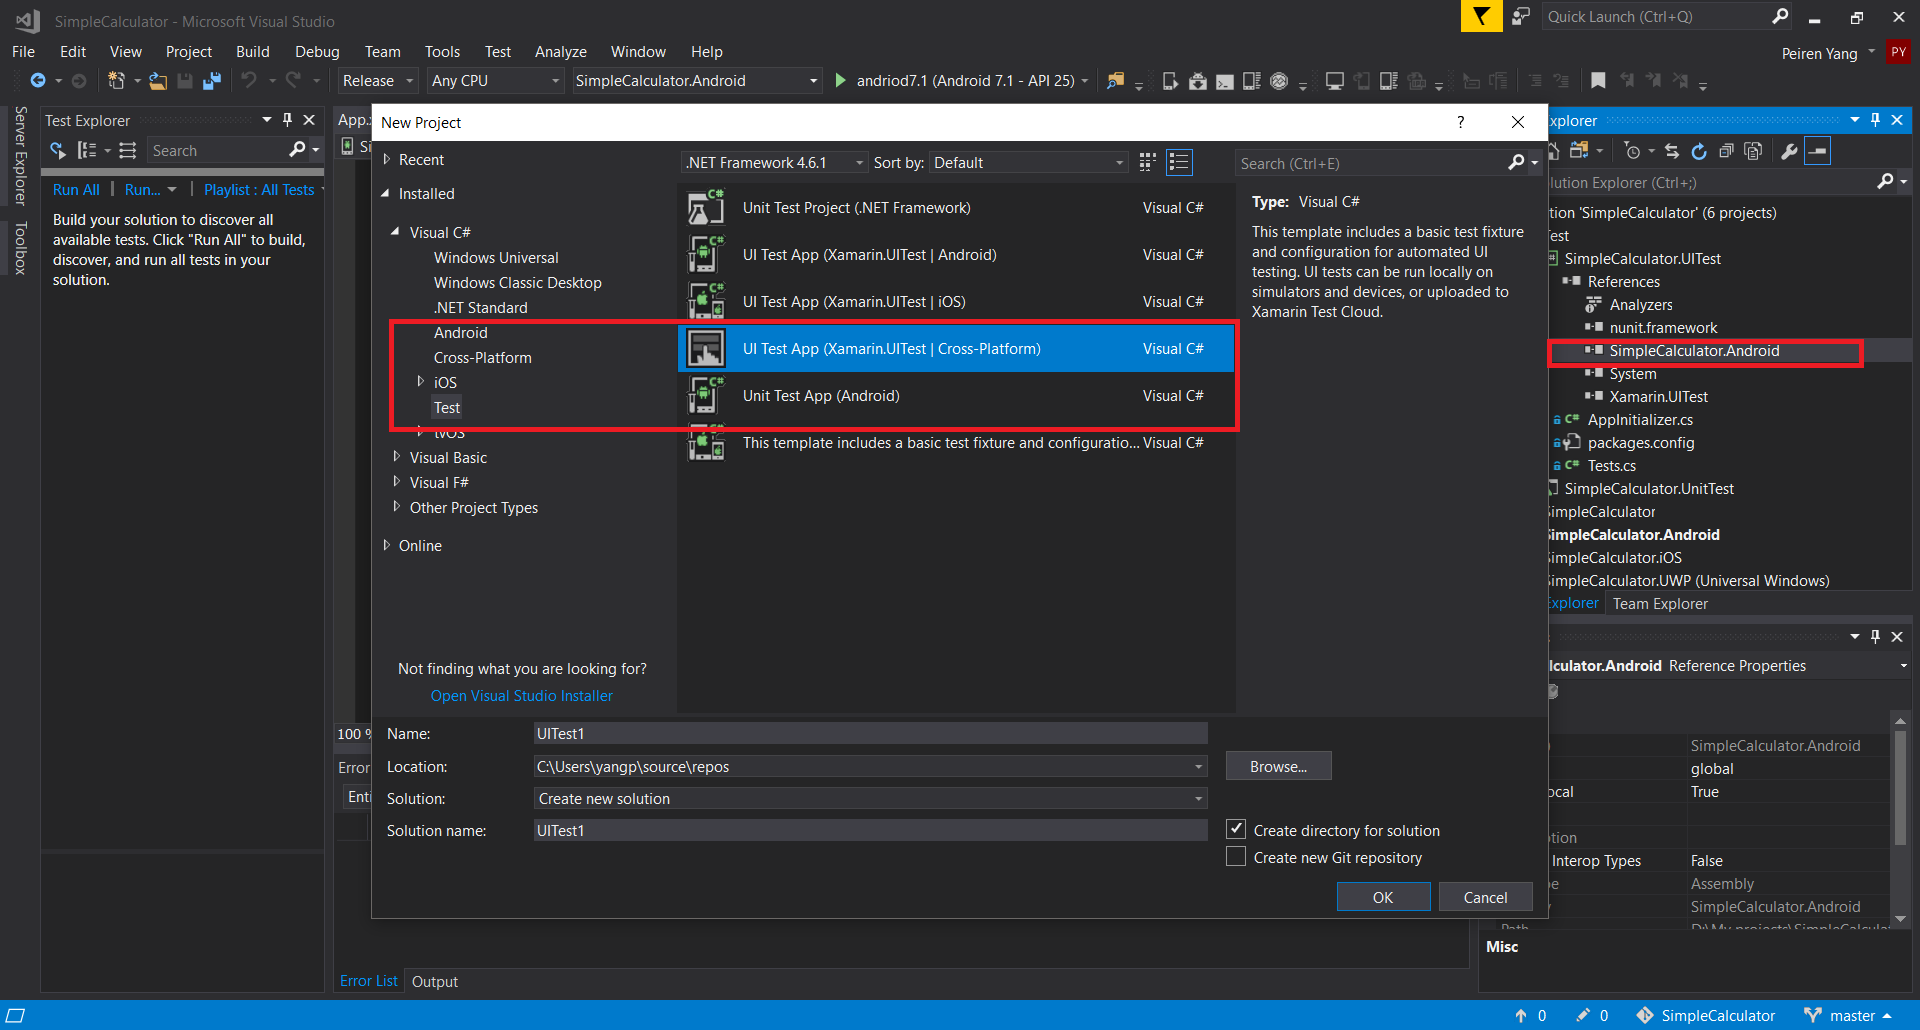 SimpleCalculator - Microsoft Visual Studio
Quick Launch (Ctrl+Q)
File Edit View Project Build Debug Team Tools Test Analyze Window Help
Peiren Yang
PY
Release
Any CPU
SimpleCalculator.Android
andriod7.1 (Android 7.1 - API 25)
Server Explorer
Toolbox
Test Explorer
Search
Run All | Run... | Playlist : All Tests
Build your solution to discover all
available tests. Click "Run All" to build,
discover, and run all tests in your
solution.
App.
Si
100 %
Error
Enti
New Project
?
Recent
Installed
Visual C#
Windows Universal
Windows Classic Desktop
.NET Standard
Android
Cross-Platform
iOS
Test
tvOS
Visual Basic
Visual F#
Other Project Types
Online
Not finding what you are looking for?
Open Visual Studio Installer
.NET Framework 4.6.1
Sort by: Default
Search (Ctrl+E)
Unit Test Project (.NET Framework) Visual C#
UI Test App (Xamarin.UITest | Android) Visual C#
UI Test App (Xamarin.UITest | iOS) Visual C#
UI Test App (Xamarin.UITest | Cross-Platform) Visual C#
Unit Test App (Android) Visual C#
This template includes a basic test fixture and configuratio... Visual C#
Type: Visual C#
This template includes a basic test fixture
and configuration for automated UI
testing. UI tests can be run locally on
simulators and devices, or uploaded to
Xamarin Test Cloud.
Name: UITest1
Location: C:\Users\yangp\source\repos
Browse...
Solution: Create new solution
Solution name: UITest1
Create directory for solution
Create new Git repository
OK
Cancel
xplorer
lution Explorer (Ctrl+;)
tion 'SimpleCalculator' (6 projects)
est
SimpleCalculator.UITest
References
Analyzers
nunit.framework
SimpleCalculator.Android
System
Xamarin.UITest
AppInitializer.cs
packages.config
Tests.cs
SimpleCalculator.UnitTest
impleCalculator
impleCalculator.Android
impleCalculator.iOS
impleCalculator.UWP (Universal Windows)
Explorer
Team Explorer
lculator.Android Reference Properties
SimpleCalculator.Android
global
ocal True
tion
Interop Types False
pe Assembly
SimpleCalculator.Android
Path D:\My projects\SimpleCalcula
Misc
Error List
Output
0
0
SimpleCalculator
master